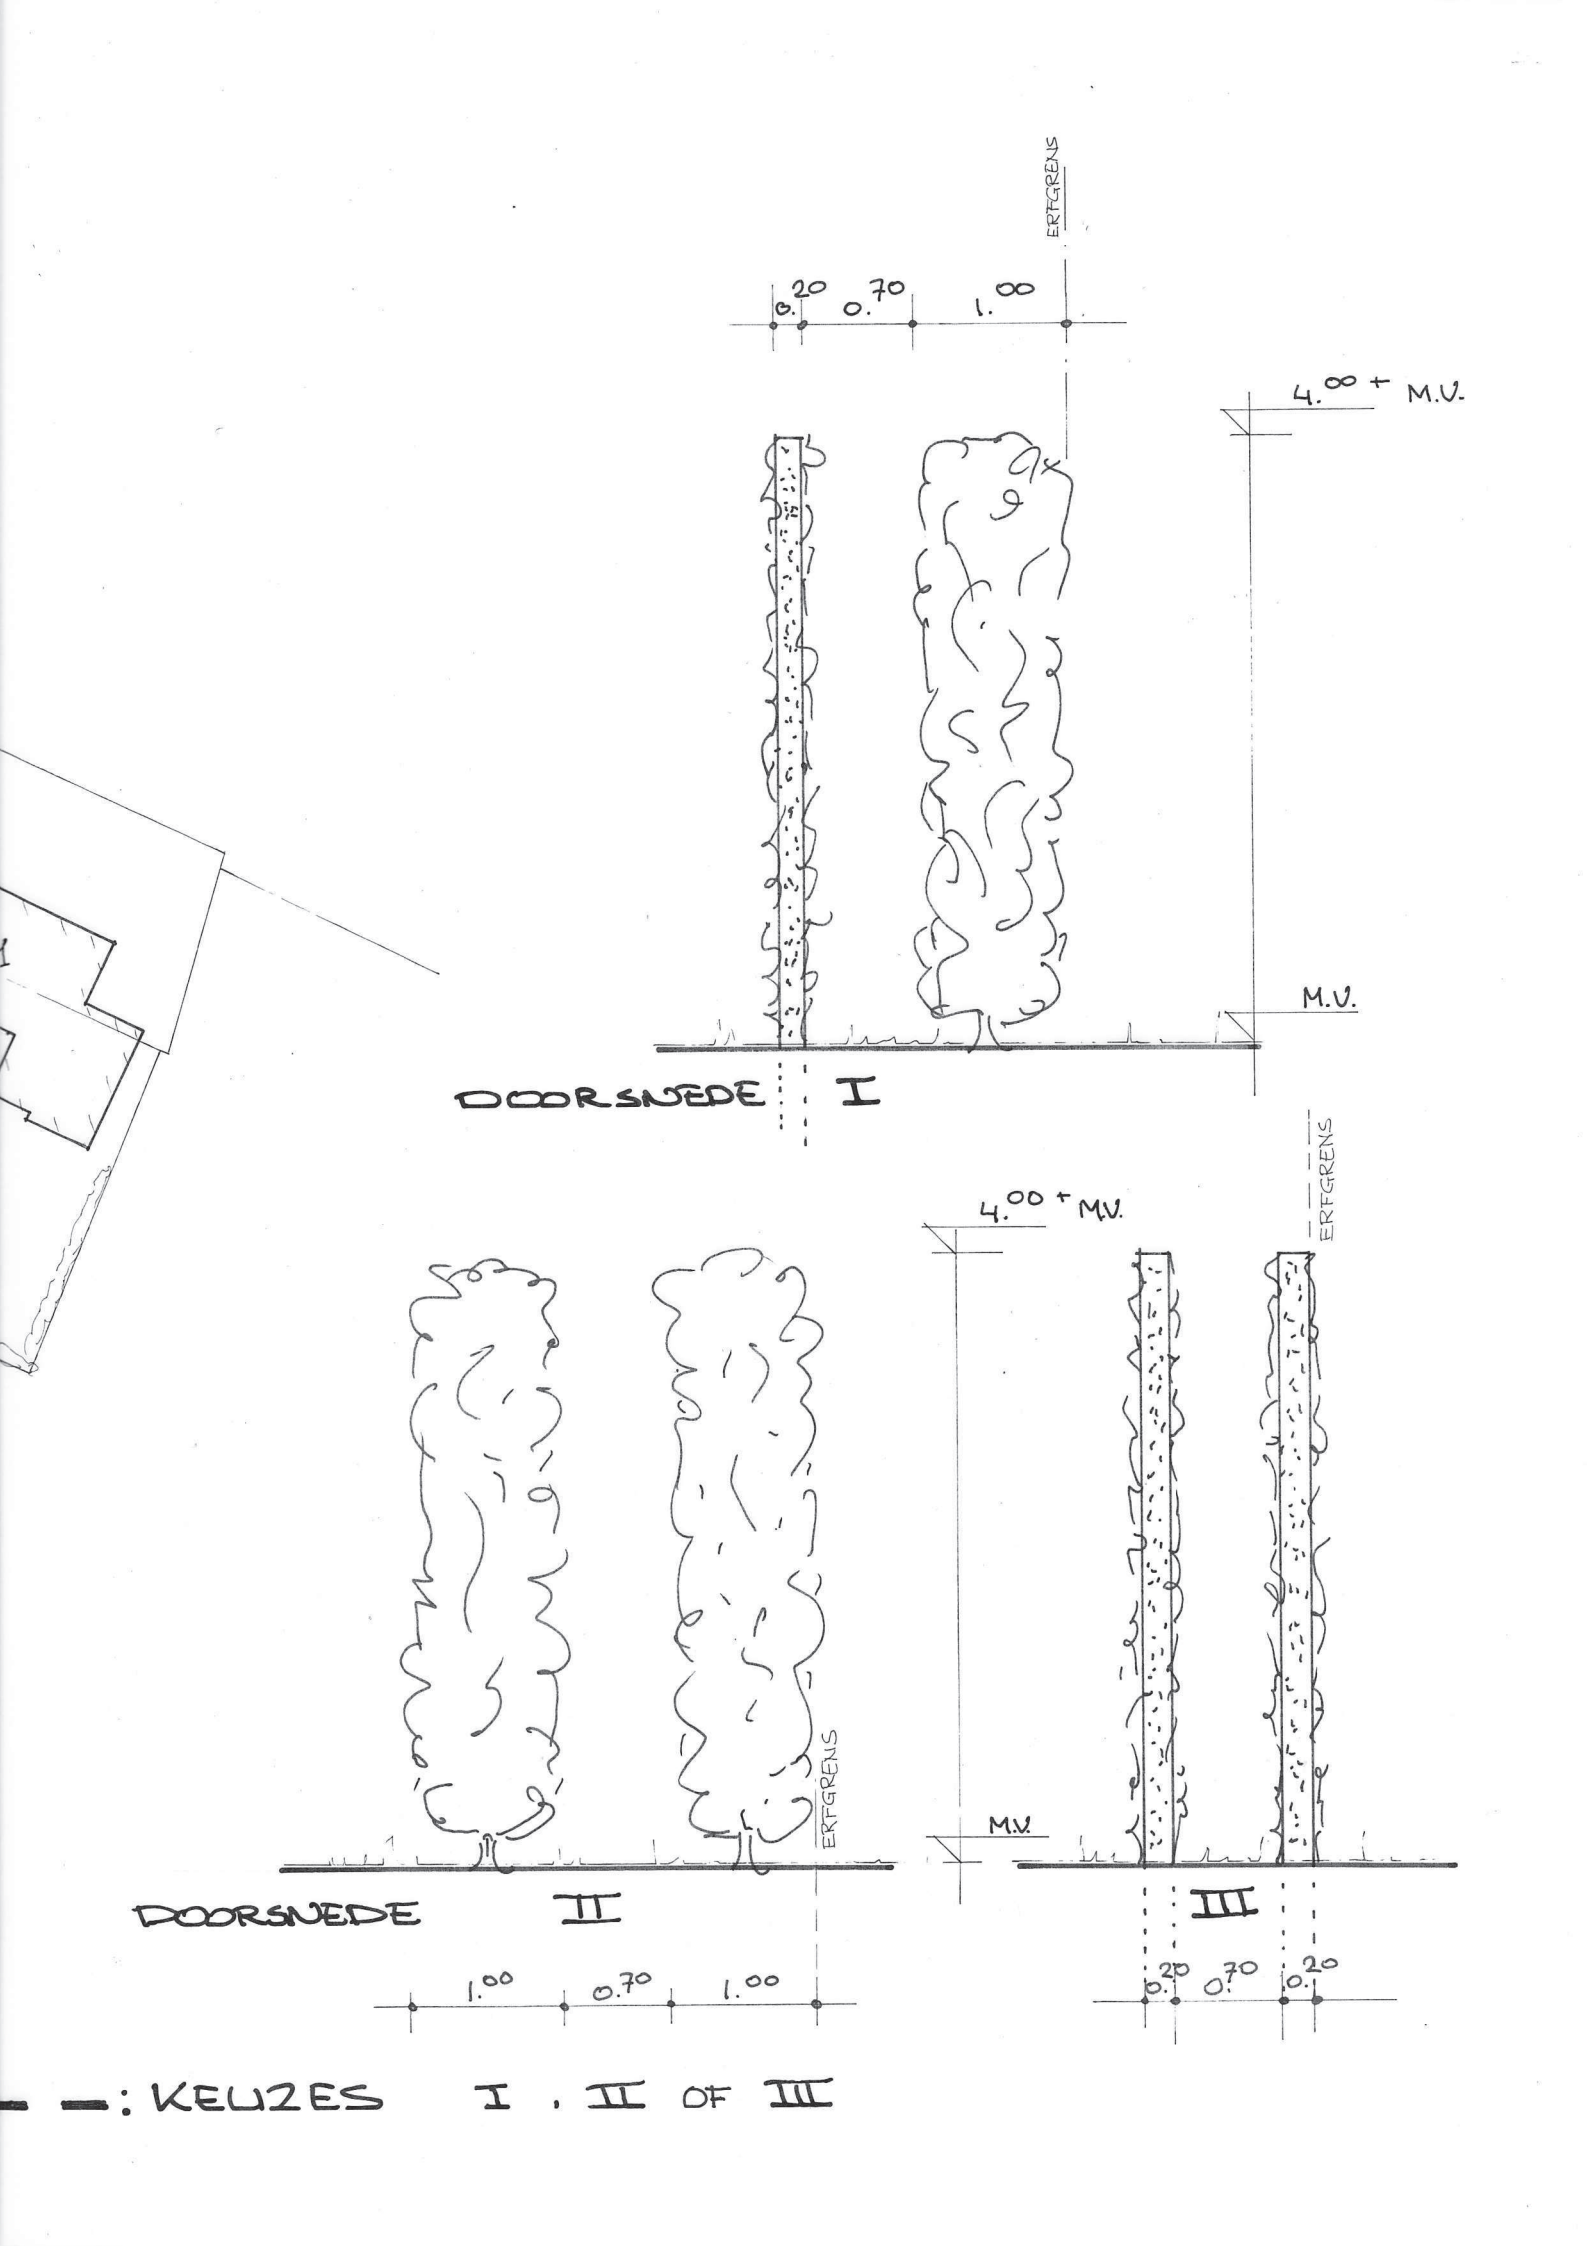 ERFGRENS
0.20 0.70 1.00
4.00 + M.V.
M.V.
DOORSNEDE I
ERFGRENS
4.00 + M.V.
ERFGRENS
M.V.
DOORSNEDE II
III
1.00 0.70 1.00
0.20 0.70 0.20
: KEUZES I , II OF III